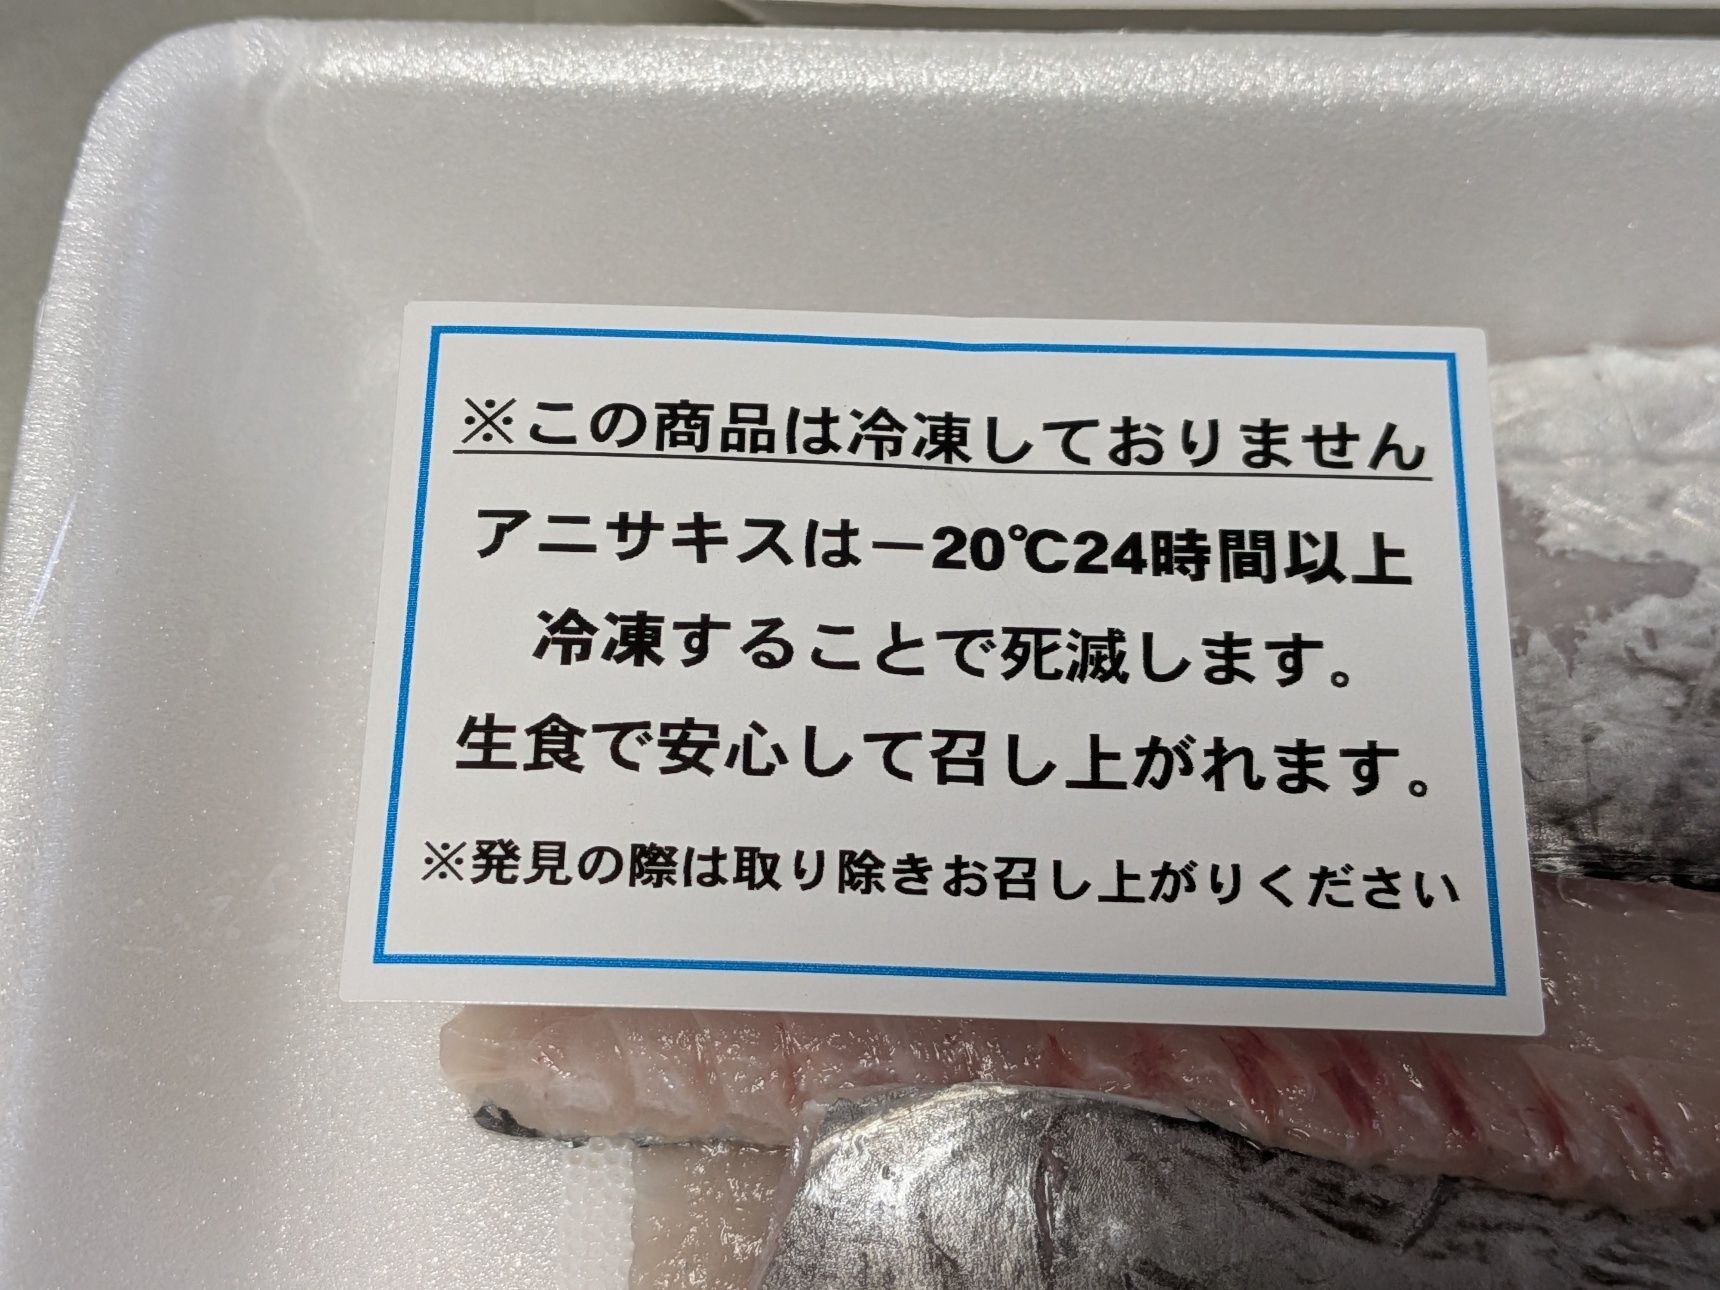 ※この商品は冷凍しておりません
アニサキスは－20℃24時間以上
冷凍することで死滅します。
生食で安心して召し上がれます。
※発見の際は取り除きお召し上がりください